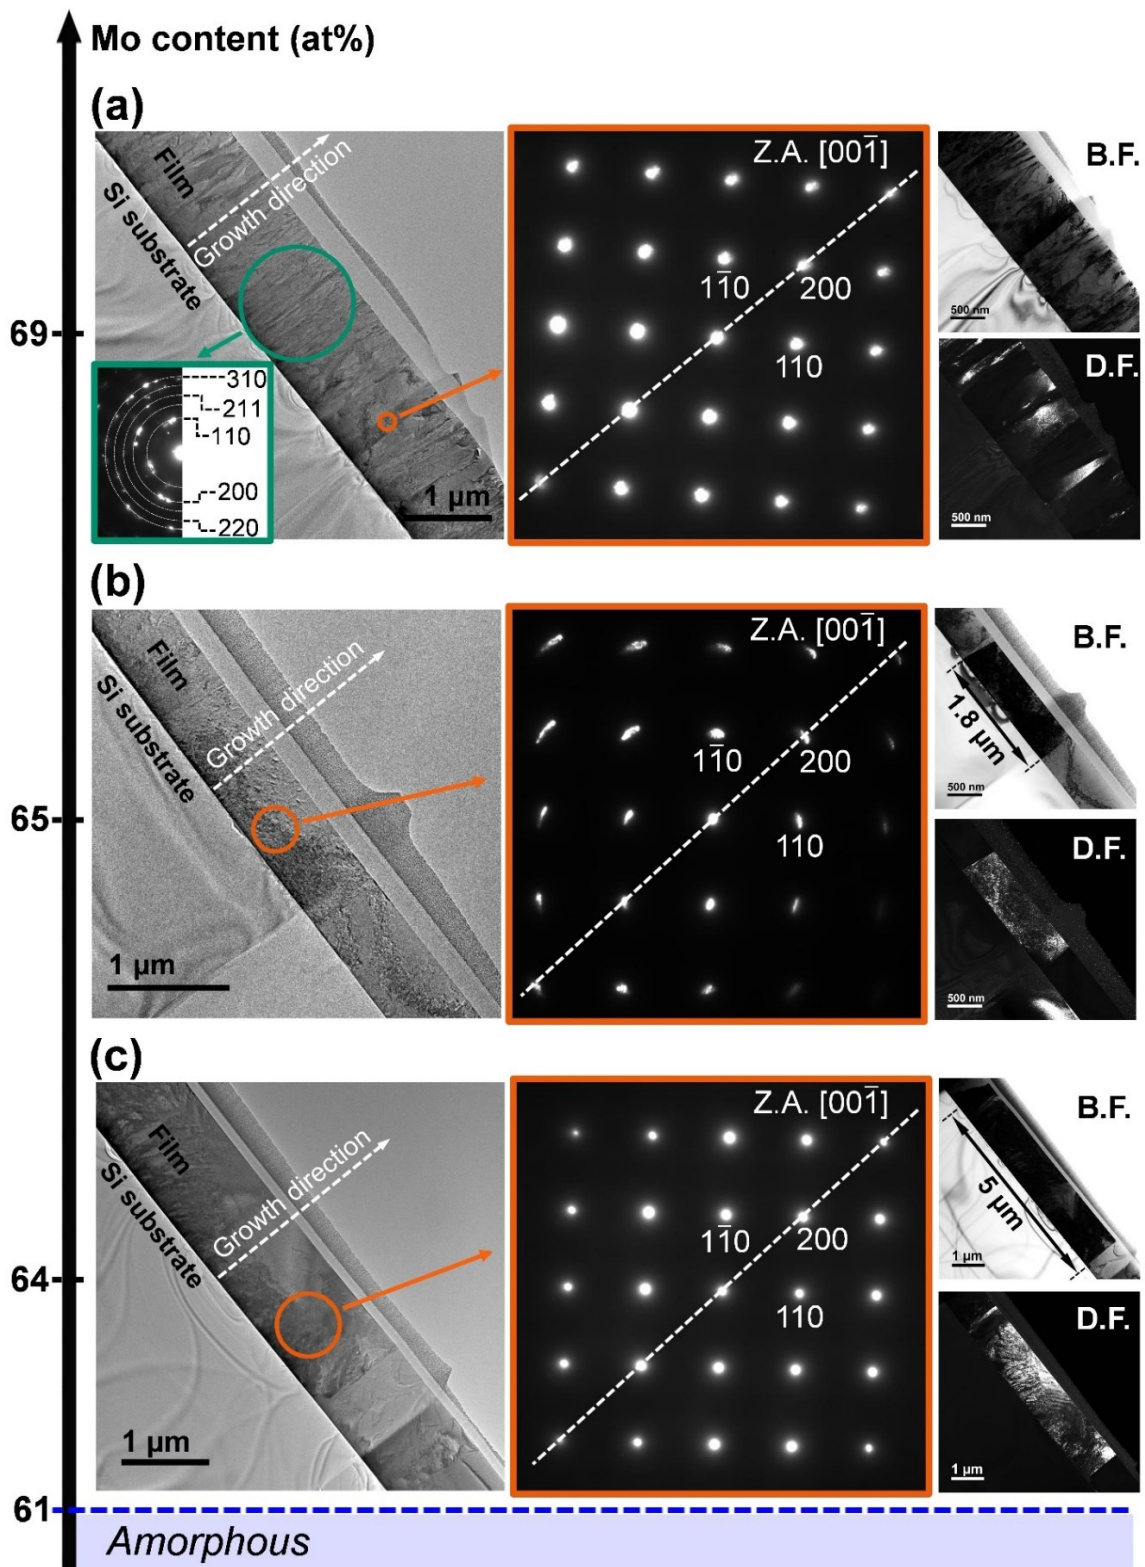 Mo content (at%)
(a)
Film
Si substrate
Growth direction
1 μm
310
211
110
200
220
Z.A. [001̅]
11̅0
200
110
B.F.
500 nm
D.F.
500 nm
69
(b)
Film
Si substrate
Growth direction
1 μm
Z.A. [001̅]
11̅0
200
110
B.F.
1.8 μm
500 nm
D.F.
500 nm
65
(c)
Film
Si substrate
Growth direction
1 μm
Z.A. [001̅]
11̅0
200
110
B.F.
5 μm
1 μm
D.F.
1 μm
64
61
Amorphous